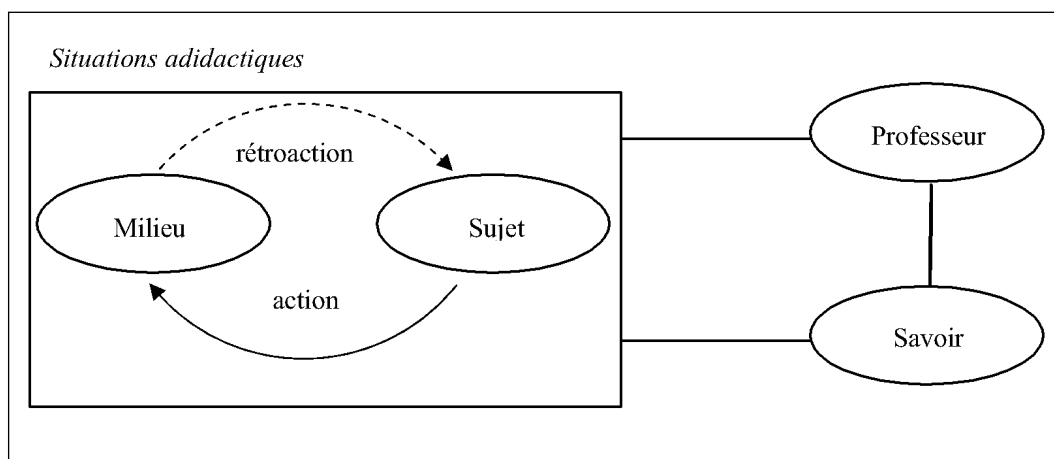 Situations adidactiques
Professeur
rétroaction
Milieu
Sujet
action
Savoir